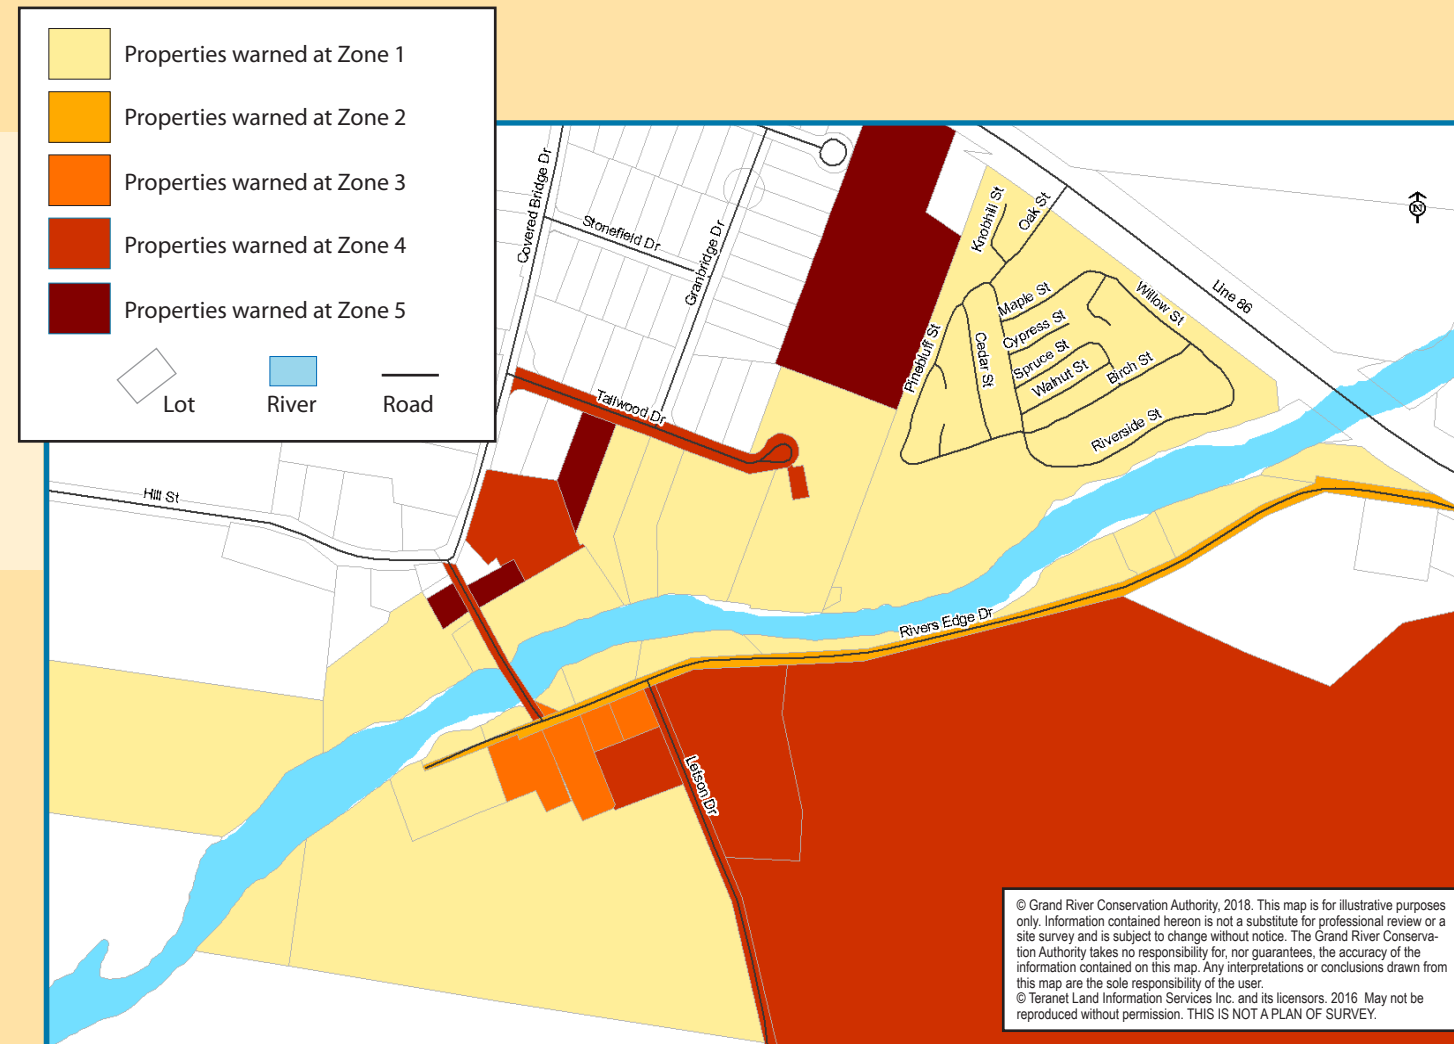 Properties warned at Zone 1
Properties warned at Zone 2
Properties warned at Zone 3
Properties warned at Zone 4
Properties warned at Zone 5
Lot
River
Road
Covered Bridge Dr
Stonefield Dr
Granbridge Dr
Knobhill St
Oak St
N
Line 86
Willow St
Maple St
Cypress St
Spruce St
Walnut St
Birch St
Cedar St
Pinebluff St
Riverside St
Tailwood Dr
Hill St
Rivers Edge Dr
Letson Dr
© Grand River Conservation Authority, 2018. This map is for illustrative purposes
only. Information contained hereon is not a substitute for professional review or a
site survey and is subject to change without notice. The Grand River Conserva-
tion Authority takes no responsibility for, nor guarantees, the accuracy of the
information contained on this map. Any interpretations or conclusions drawn from
this map are the sole responsibility of the user.
© Teranet Land Information Services Inc. and its licensors. 2016 May not be
reproduced without permission. THIS IS NOT A PLAN OF SURVEY.